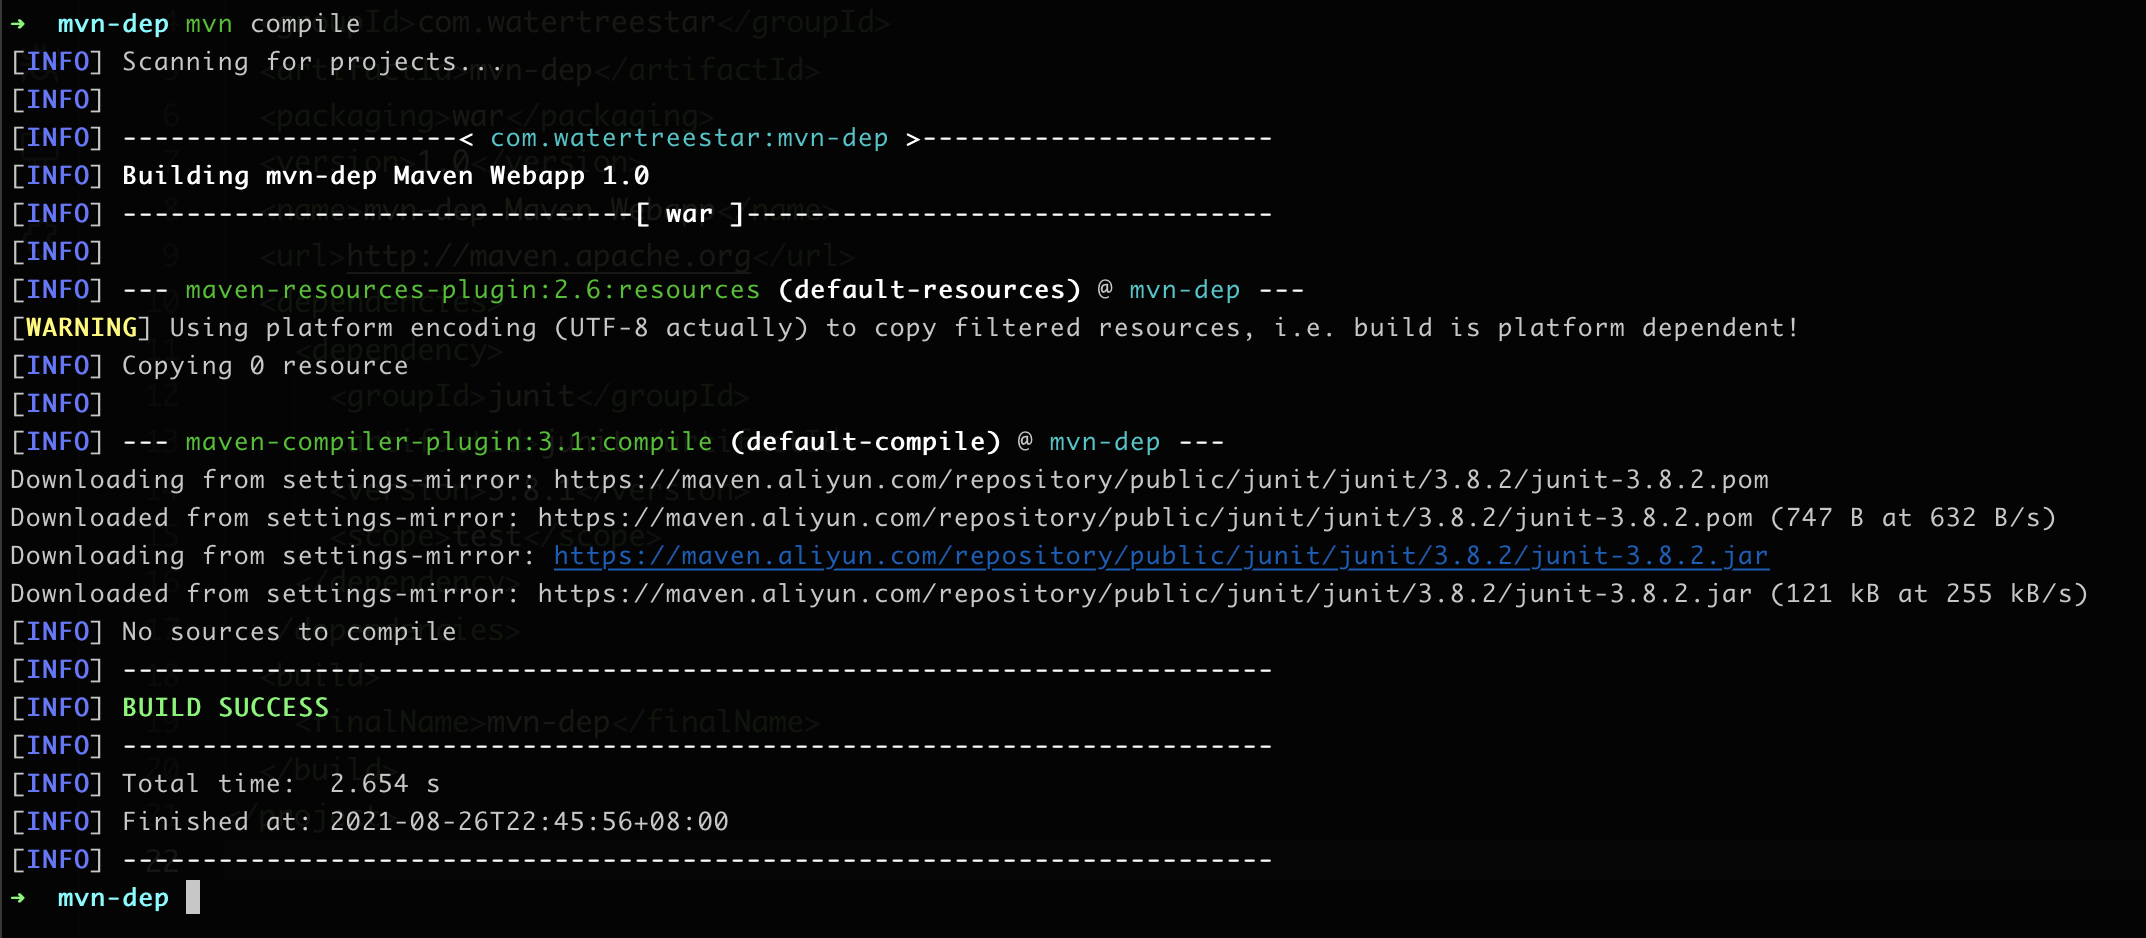 ➜  mvn-dep mvn compile
[INFO] Scanning for projects...
[INFO]
[INFO] ---------------------< com.watertreestar:mvn-dep >----------------------
[INFO] Building mvn-dep Maven Webapp 1.0
[INFO] --------------------------------[ war ]---------------------------------
[INFO]
[INFO] --- maven-resources-plugin:2.6:resources (default-resources) @ mvn-dep ---
[WARNING] Using platform encoding (UTF-8 actually) to copy filtered resources, i.e. build is platform dependent!
[INFO] Copying 0 resource
[INFO]
[INFO] --- maven-compiler-plugin:3.1:compile (default-compile) @ mvn-dep ---
Downloading from settings-mirror: https://maven.aliyun.com/repository/public/junit/junit/3.8.2/junit-3.8.2.pom
Downloaded from settings-mirror: https://maven.aliyun.com/repository/public/junit/junit/3.8.2/junit-3.8.2.pom (747 B at 632 B/s)
Downloading from settings-mirror: https://maven.aliyun.com/repository/public/junit/junit/3.8.2/junit-3.8.2.jar
Downloaded from settings-mirror: https://maven.aliyun.com/repository/public/junit/junit/3.8.2/junit-3.8.2.jar (121 kB at 255 kB/s)
[INFO] No sources to compile
[INFO] ------------------------------------------------------------------------
[INFO] BUILD SUCCESS
[INFO] ------------------------------------------------------------------------
[INFO] Total time:  2.654 s
[INFO] Finished at: 2021-08-26T22:45:56+08:00
[INFO] ------------------------------------------------------------------------
➜  mvn-dep